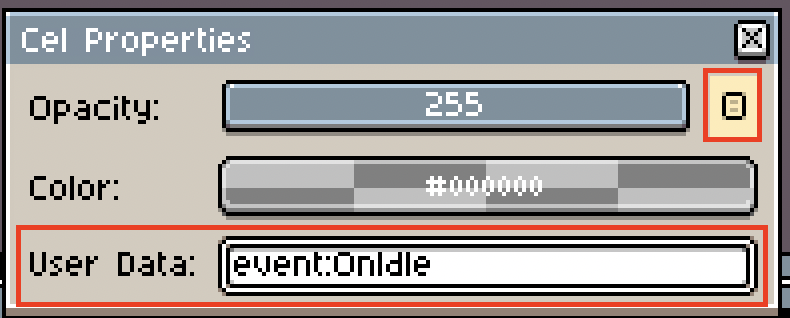 Cel Properties
Opacity: 255
Color: #000000
User Data: event:OnIdle